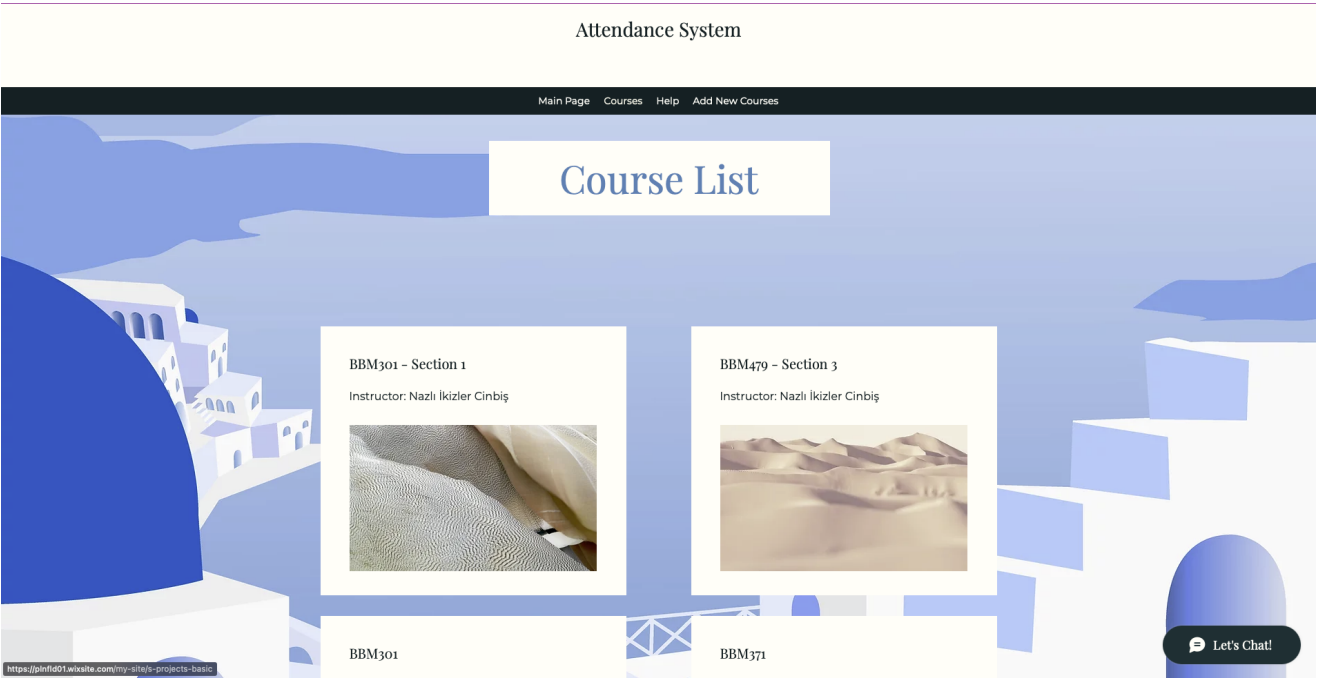 Attendance System
Main Page Courses Help Add New Courses
Course List
BBM301 - Section 1
Instructor: Nazlı İkizler Cinbiş
BBM479 - Section 3
Instructor: Nazlı İkizler Cinbiş
BBM301
BBM371
Let's Chat!
https://plnfld01.wixsite.com/my-site/s-projects-basic